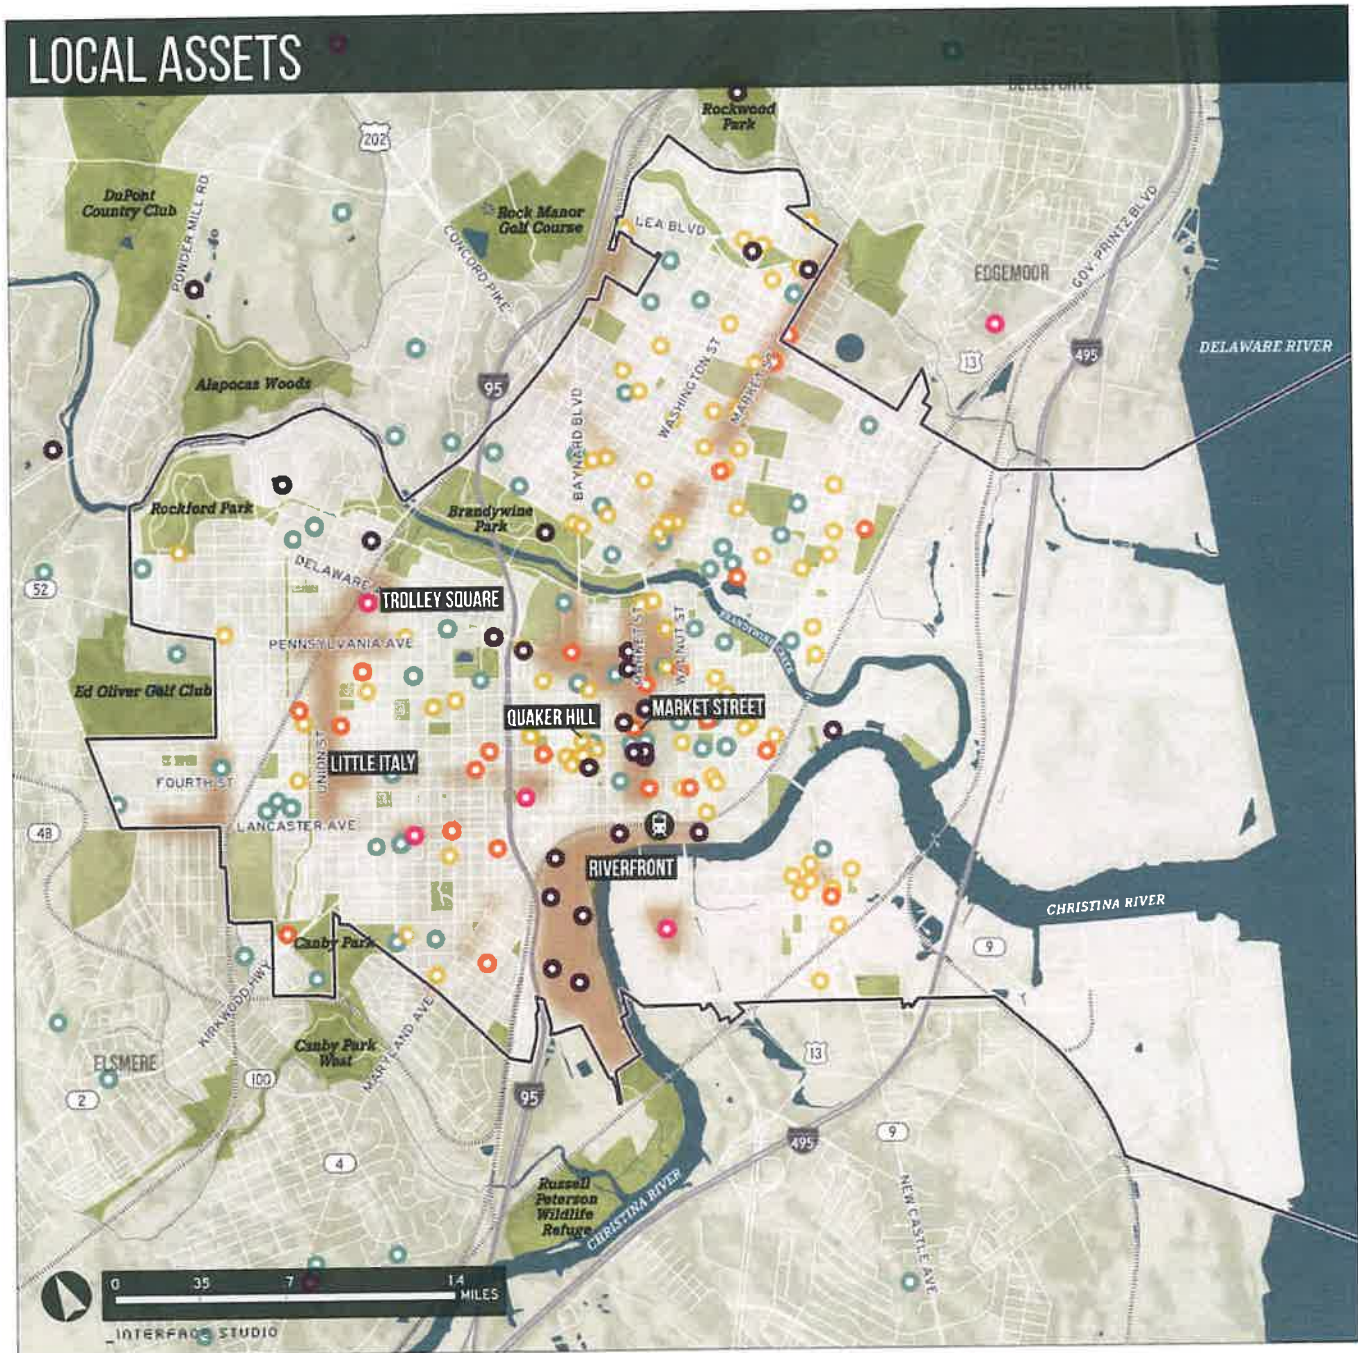 LOCAL ASSETS
Rockwood
Park
202
DuPont
Country Club
POWDER MILL RD
Rock Manor
Golf Course
CONCORD PIKE
LEA BLVD
EDGEMOOR
GOV. PRINTZ BLVD
DELAWARE RIVER
13
495
Alapocas Woods
95
WASHINGTON ST
MARKET ST
BAYNARD BLVD
Rockford Park
Brandywine
Park
52
DELAWARE
TROLLEY SQUARE
PENNSYLVANIA AVE
MARKET ST
WALNUT ST
BRANDYWINE CREEK
Ed Oliver Golf Club
QUAKER HILL
MARKET STREET
UNION ST
LITTLE ITALY
FOURTH ST
LANCASTER AVE
48
RIVERFRONT
CHRISTINA RIVER
9
Canby Park
KIRKWOOD HWY
MARYLAND AVE
Canby Park
West
ELSMERE
100
2
13
95
495
9
4
NEW CASTLE AVE
Russell
Peterson
Wildlife
Refuge
CHRISTINA RIVER
0 35 7 14
MILES
_INTERFACE STUDIO